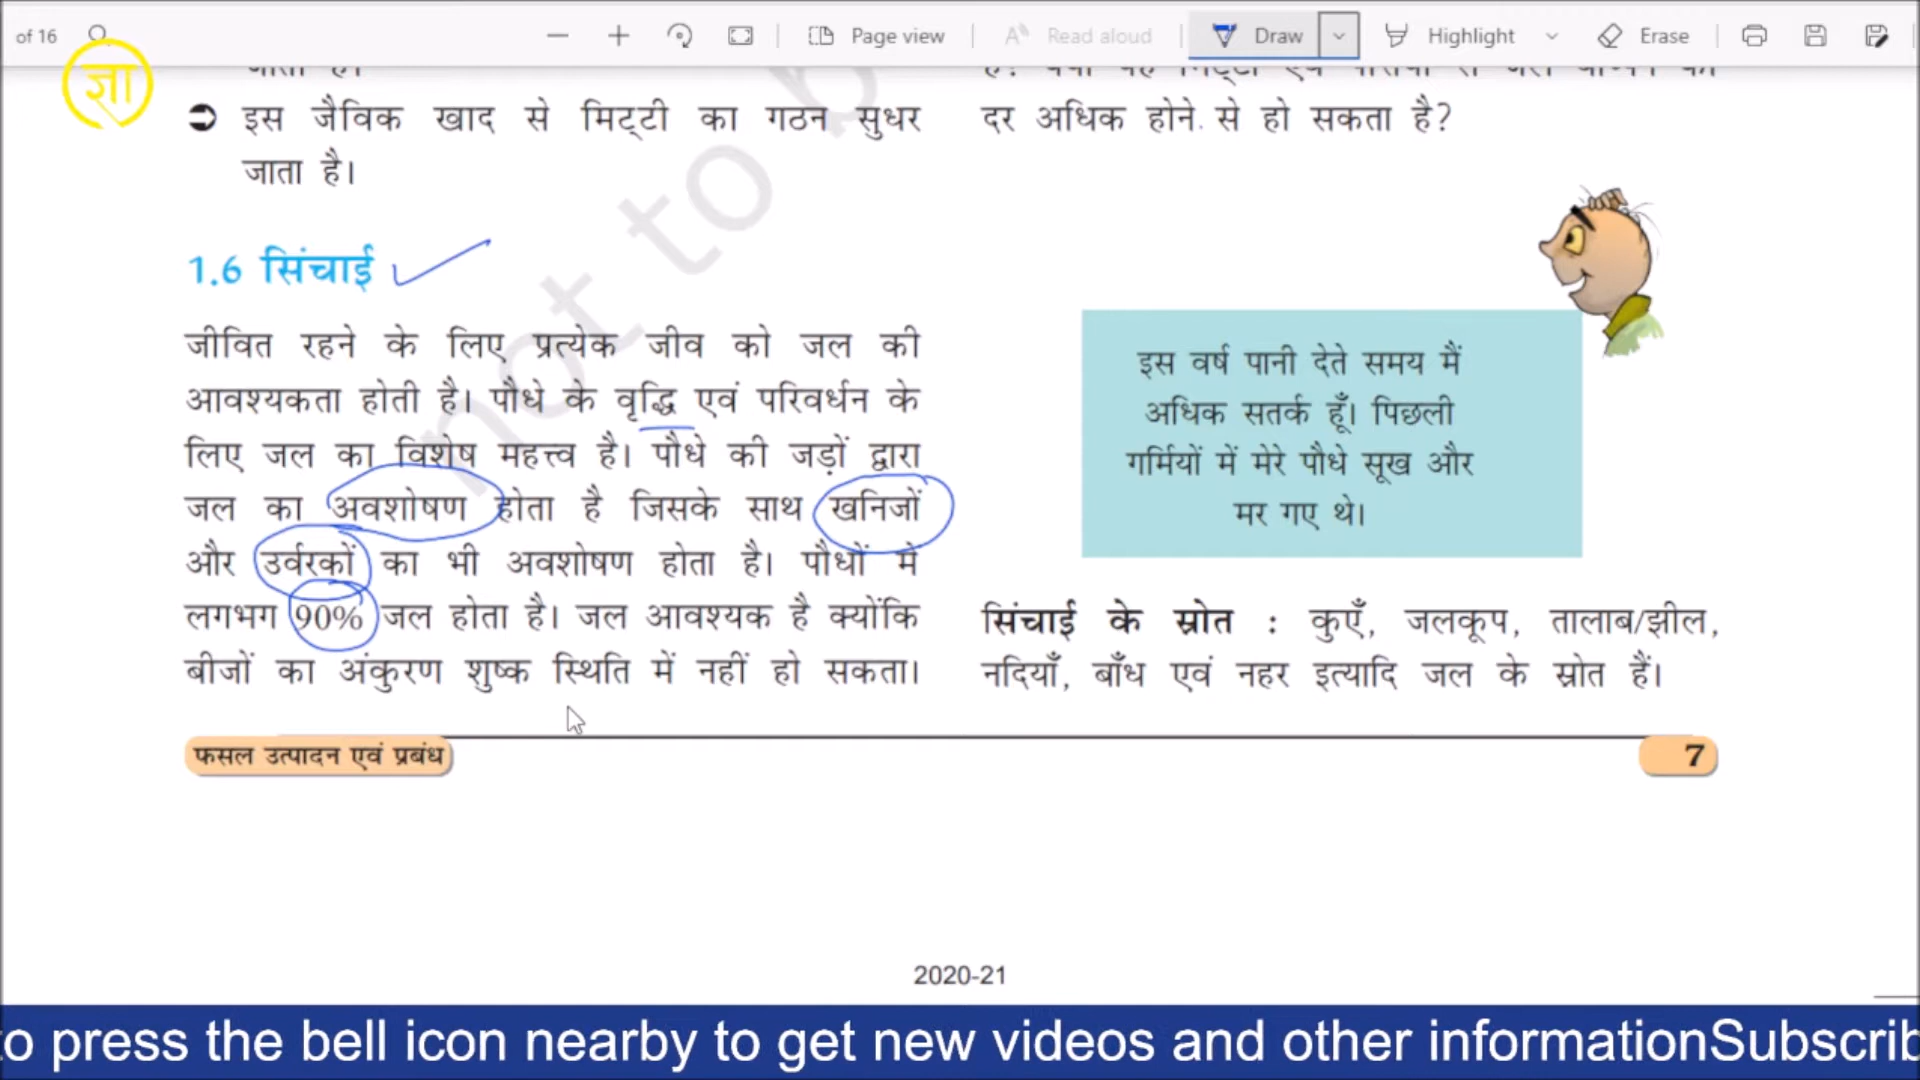 of 16
Page view
Read aloud
Draw
Highlight
Erase
ज्ञा
जाता है।
इस जैविक खाद से मिट्टी का गठन सुधर
जाता है।
1.6 सिंचाई
जीवित रहने के लिए प्रत्येक जीव को जल की
आवश्यकता होती है। पौधे के वृद्धि एवं परिवर्धन के
लिए जल का विशेष महत्त्व है। पौधे की जड़ों द्वारा
जल का अवशोषण होता है जिसके साथ खनिजों
और उर्वरकों का भी अवशोषण होता है। पौधों में
लगभग 90% जल होता है। जल आवश्यक है क्योंकि
बीजों का अंकुरण शुष्क स्थिति में नहीं हो सकता।
दर अधिक होने से हो सकता है?
इस वर्ष पानी देते समय मैं
अधिक सतर्क हूँ। पिछली
गर्मियों में मेरे पौधे सूख और
मर गए थे।
सिंचाई के स्रोत : कुएँ, जलकूप, तालाब/झील,
नदियाँ, बाँध एवं नहर इत्यादि जल के स्रोत हैं।
not to b
फसल उत्पादन एवं प्रबंध
7
2020-21
to press the bell icon nearby to get new videos and other informationSubscrib